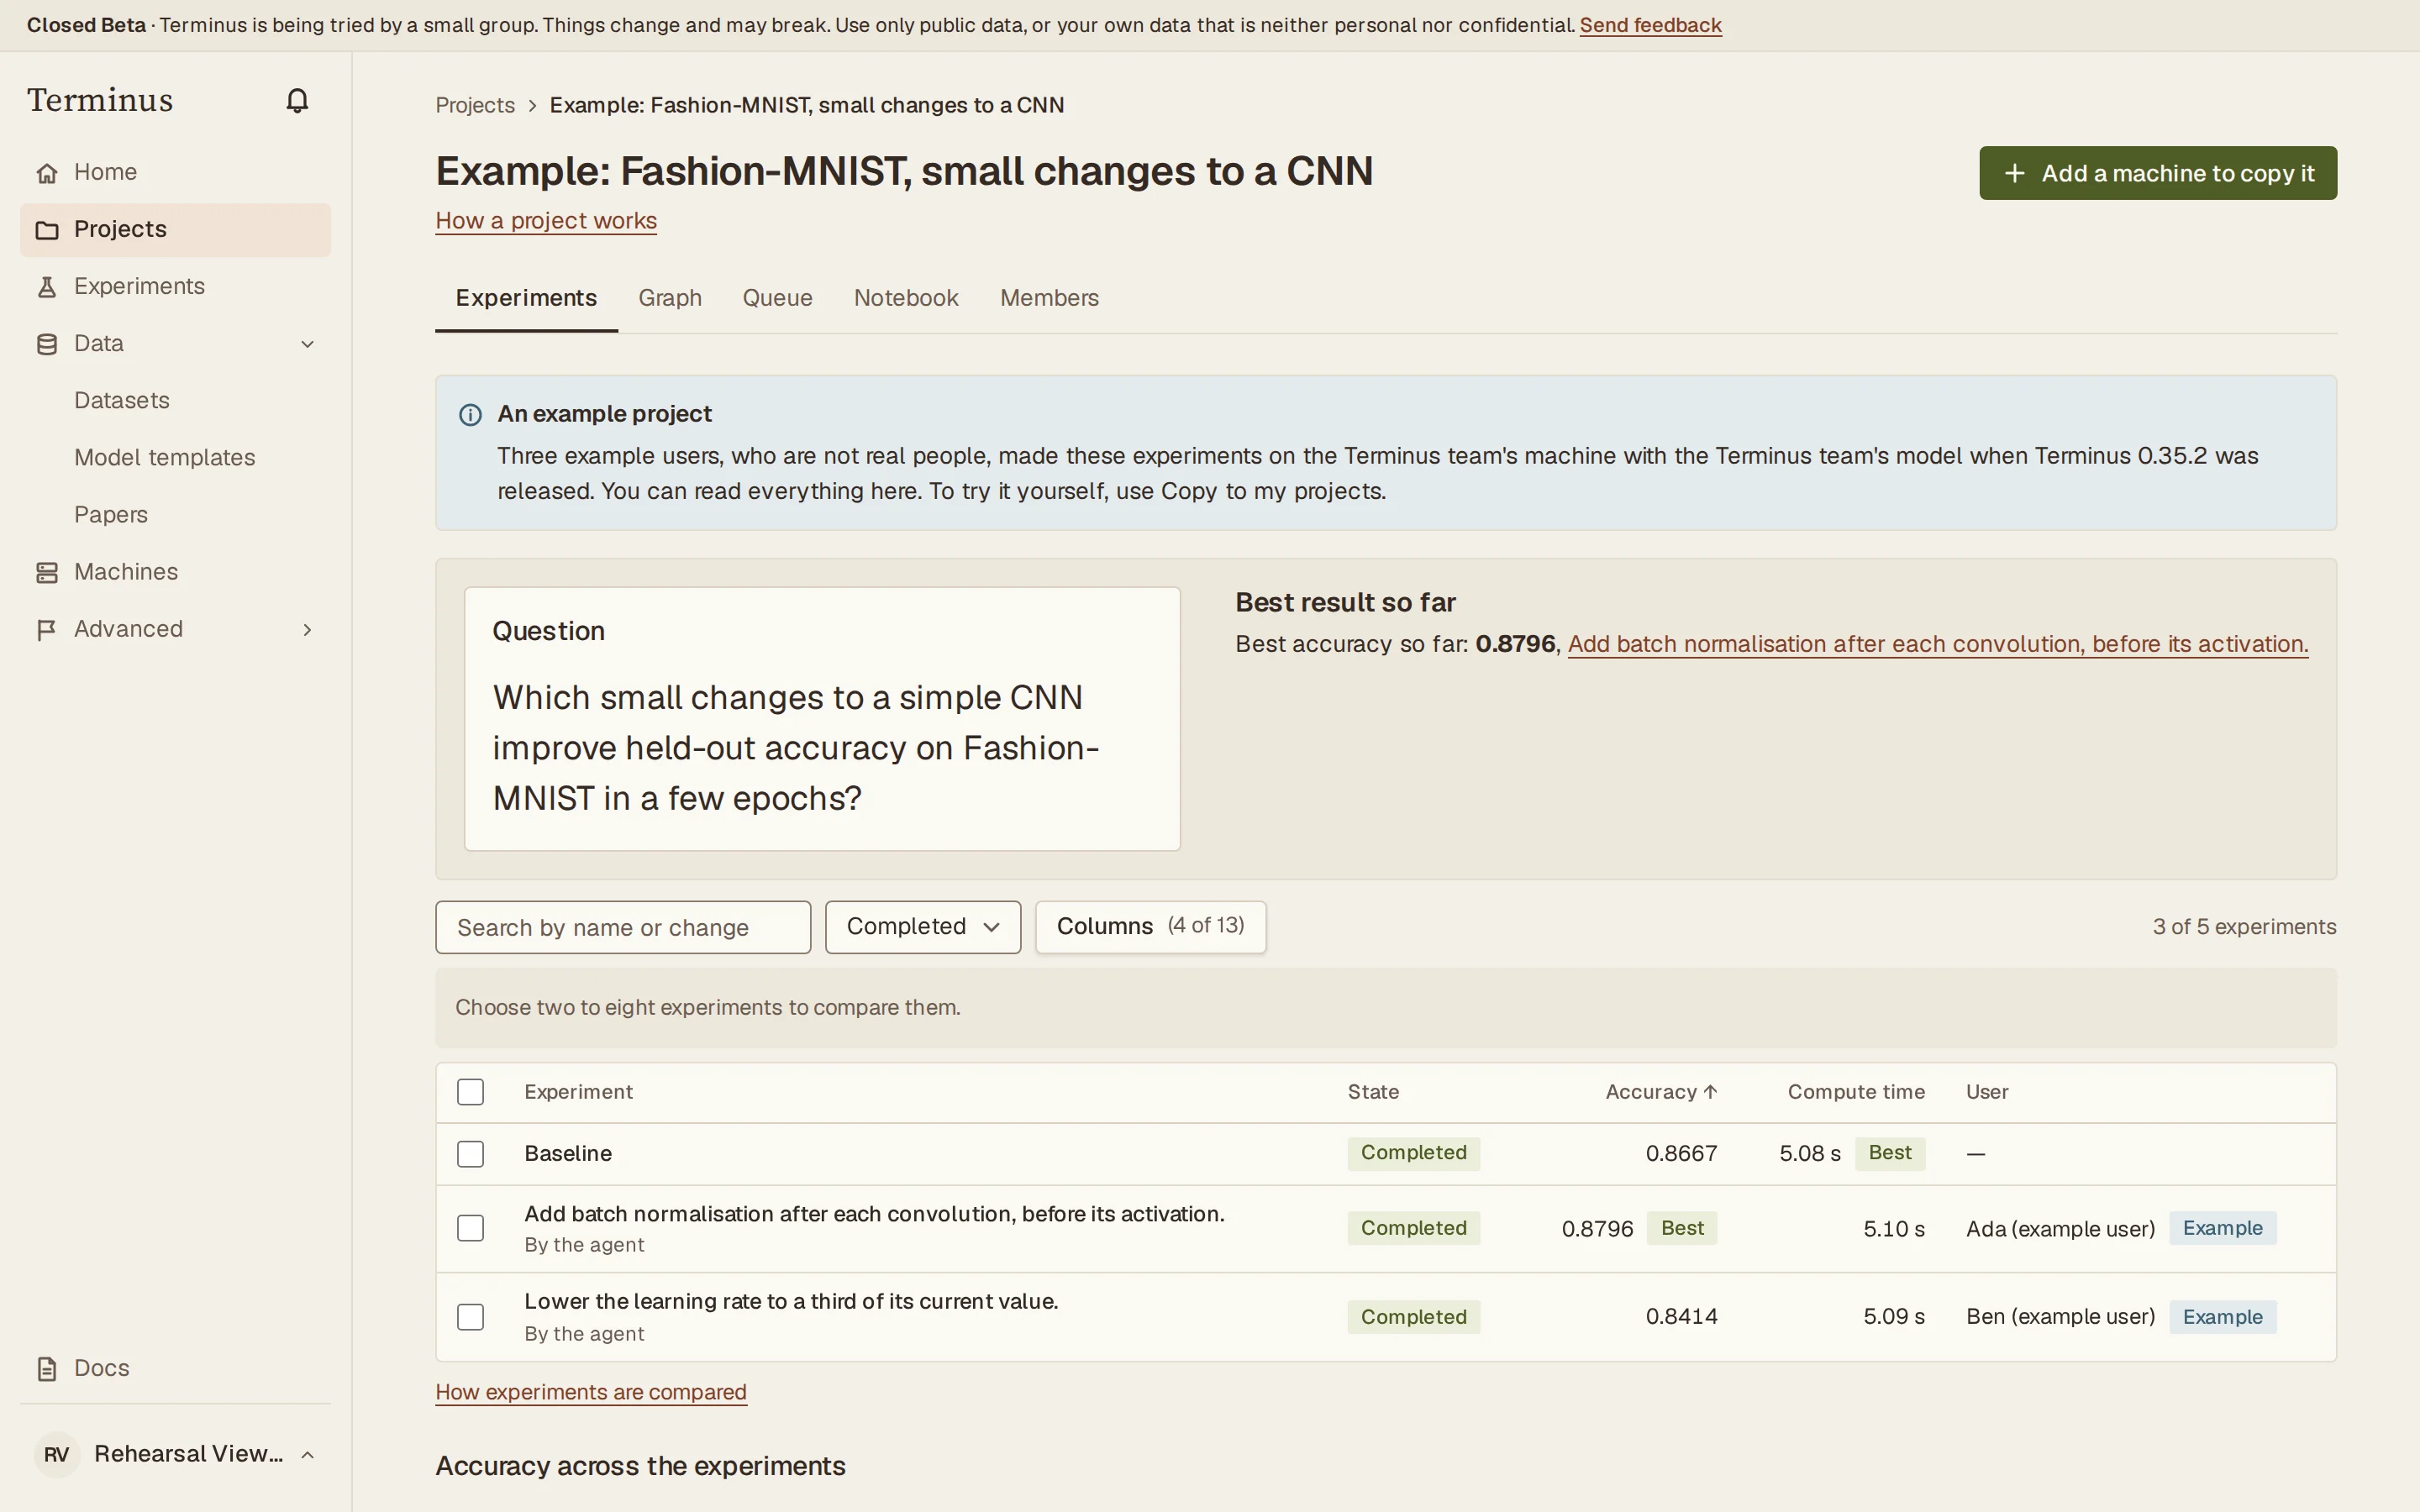 Closed Beta · Terminus is being tried by a small group. Things change and may break. Use only public data, or your own data that is neither personal nor confidential. Send feedback
Terminus
Home
Projects
Experiments
Data
Datasets
Model templates
Papers
Machines
Advanced
Docs
RV Rehearsal View...
Projects > Example: Fashion-MNIST, small changes to a CNN
Example: Fashion-MNIST, small changes to a CNN
+ Add a machine to copy it
How a project works
Experiments Graph Queue Notebook Members
An example project
Three example users, who are not real people, made these experiments on the Terminus team's machine with the Terminus team's model when Terminus 0.35.2 was
released. You can read everything here. To try it yourself, use Copy to my projects.
Question
Which small changes to a simple CNN
improve held-out accuracy on Fashion-
MNIST in a few epochs?
Best result so far
Best accuracy so far: 0.8796, Add batch normalisation after each convolution, before its activation.
Search by name or change Completed Columns (4 of 13) 3 of 5 experiments
Choose two to eight experiments to compare them.
Experiment State Accuracy ↑ Compute time User
Baseline Completed 0.8667 5.08 s Best —
Add batch normalisation after each convolution, before its activation. Completed 0.8796 Best 5.10 s Ada (example user) Example
By the agent
Lower the learning rate to a third of its current value. Completed 0.8414 5.09 s Ben (example user) Example
By the agent
How experiments are compared
Accuracy across the experiments